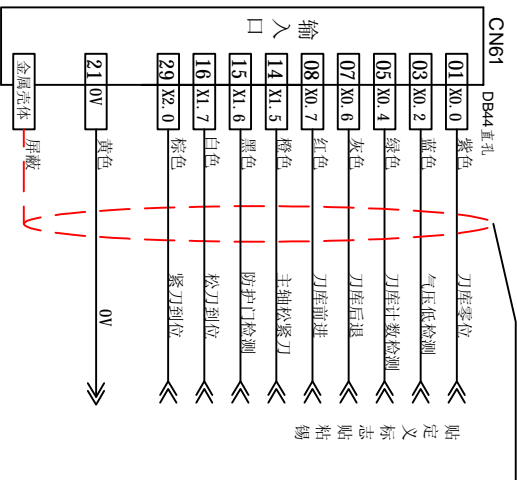 CN61
DB44直孔
输入口
01 X0.0 紫色 刀库零位
03 X0.2 蓝色 气压低检测
05 X0.4 绿色 刀库计数检测
07 X0.6 灰色 刀库后退
08 X0.7 红色 刀库前进
14 X1.5 橙色 主轴松紧刀
15 X1.6 黑色 防护门检测
16 X1.7 白色 松刀到位
29 X2.0 棕色 紧刀到位
21 0V 黄色 0V
金属壳体 屏蔽
贴定义标志贴粘锡